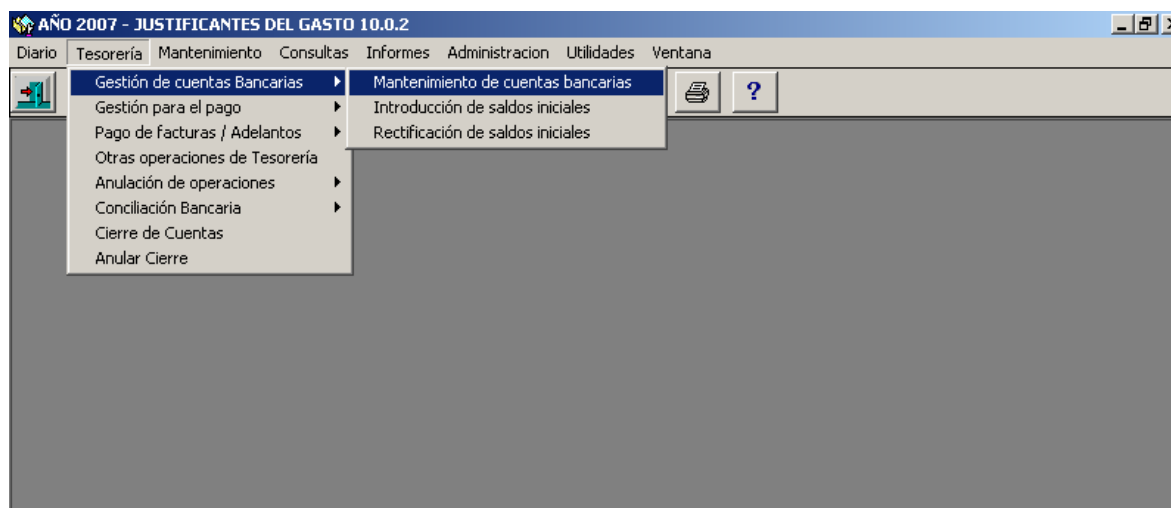 AÑO 2007 - JUSTIFICANTES DEL GASTO 10.0.2
Diario Tesorería Mantenimiento Consultas Informes Administracion Utilidades Ventana
Gestión de cuentas Bancarias
Gestión para el pago
Pago de facturas / Adelantos
Otras operaciones de Tesorería
Anulación de operaciones
Conciliación Bancaria
Cierre de Cuentas
Anular Cierre
Mantenimiento de cuentas bancarias
Introducción de saldos iniciales
Rectificación de saldos iniciales
?